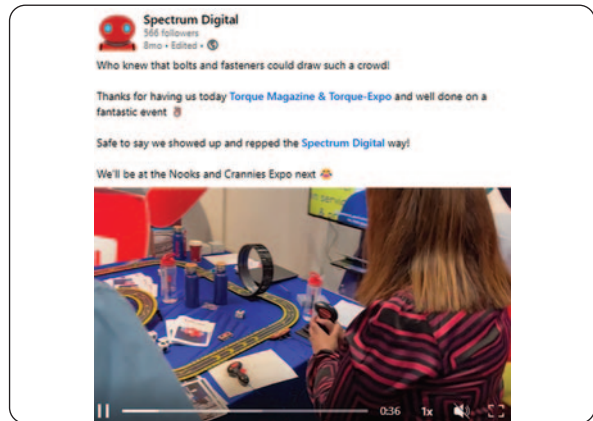 Spectrum Digital
566 followers
8mo • Edited •
Who knew that bolts and fasteners could draw such a crowd!
Thanks for having us today Torque Magazine & Torque-Expo and well done on a
fantastic event
Safe to say we showed up and repped the Spectrum Digital way!
We'll be at the Nooks and Crannies Expo next
0:36
1x